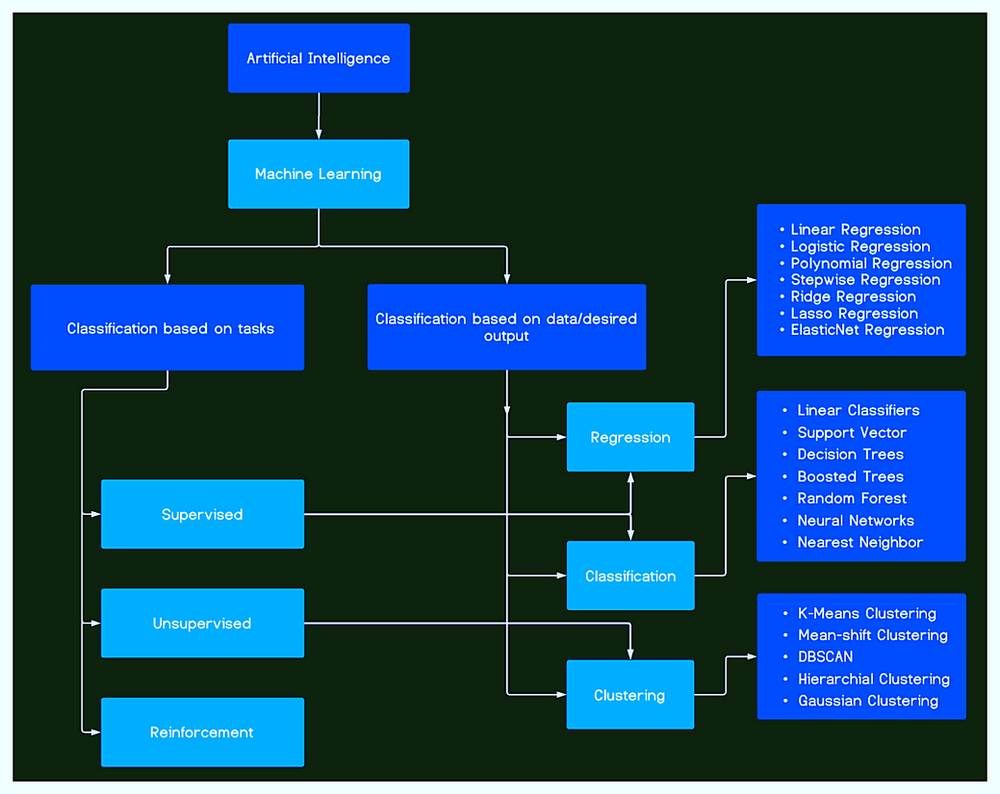 Artificial Intelligence
Machine Learning
Classification based on tasks
Classification based on data/desired
output
Supervised
Unsupervised
Reinforcement
Regression
Classification
Clustering
• Linear Regression
• Logistic Regression
• Polynomial Regression
• Stepwise Regression
• Ridge Regression
• Lasso Regression
• ElasticNet Regression
• Linear Classifiers
• Support Vector
• Decision Trees
• Boosted Trees
• Random Forest
• Neural Networks
• Nearest Neighbor
• K-Means Clustering
• Mean-shift Clustering
• DBSCAN
• Hierarchial Clustering
• Gaussian Clustering